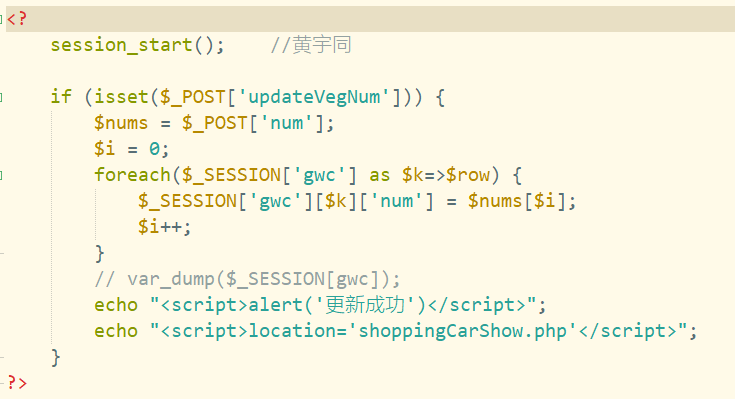 <?
session_start();    //黄宇同
if (isset($_POST['updateVegNum'])) {
$nums = $_POST['num'];
$i = 0;
foreach($_SESSION['gwc'] as $k=>$row) {
$_SESSION['gwc'][$k]['num'] = $nums[$i];
$i++;
}
// var_dump($_SESSION[gwc]);
echo "<script>alert('更新成功')</script>";
echo "<script>location='shoppingCarShow.php'</script>";
}
?>